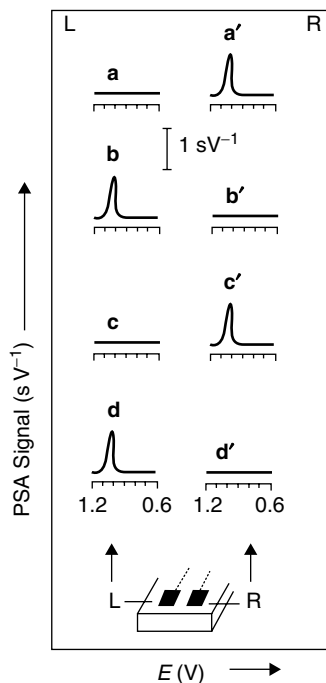 L R
a a′
1 sV⁻¹
b b′
c c′
d d′
1.2 0.6 1.2 0.6
L R
PSA Signal (s V⁻¹)
E (V)